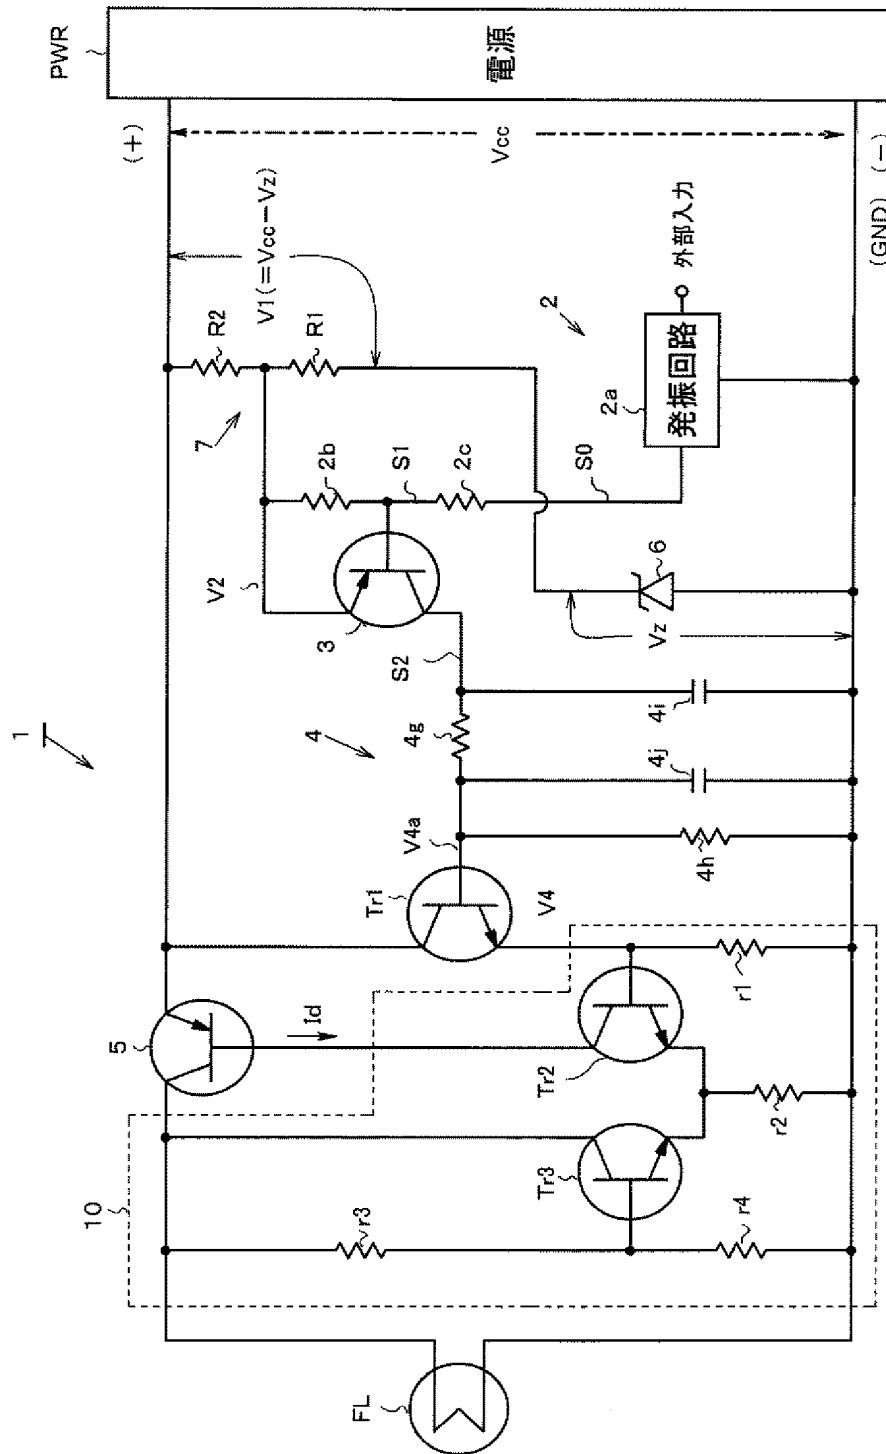 1
PWR
電源
(+)
Vcc
(−)
(GND)
V1(=Vcc−Vz)
R2
R1
7
2
外部入力
発振回路
2a
2b
S1
2c
S0
V2
3
S2
6
Vz
4
4g
4i
4j
4h
V4a
Tr1
V4
r1
5
Id
Tr2
r2
Tr3
10
r3
r4
FL